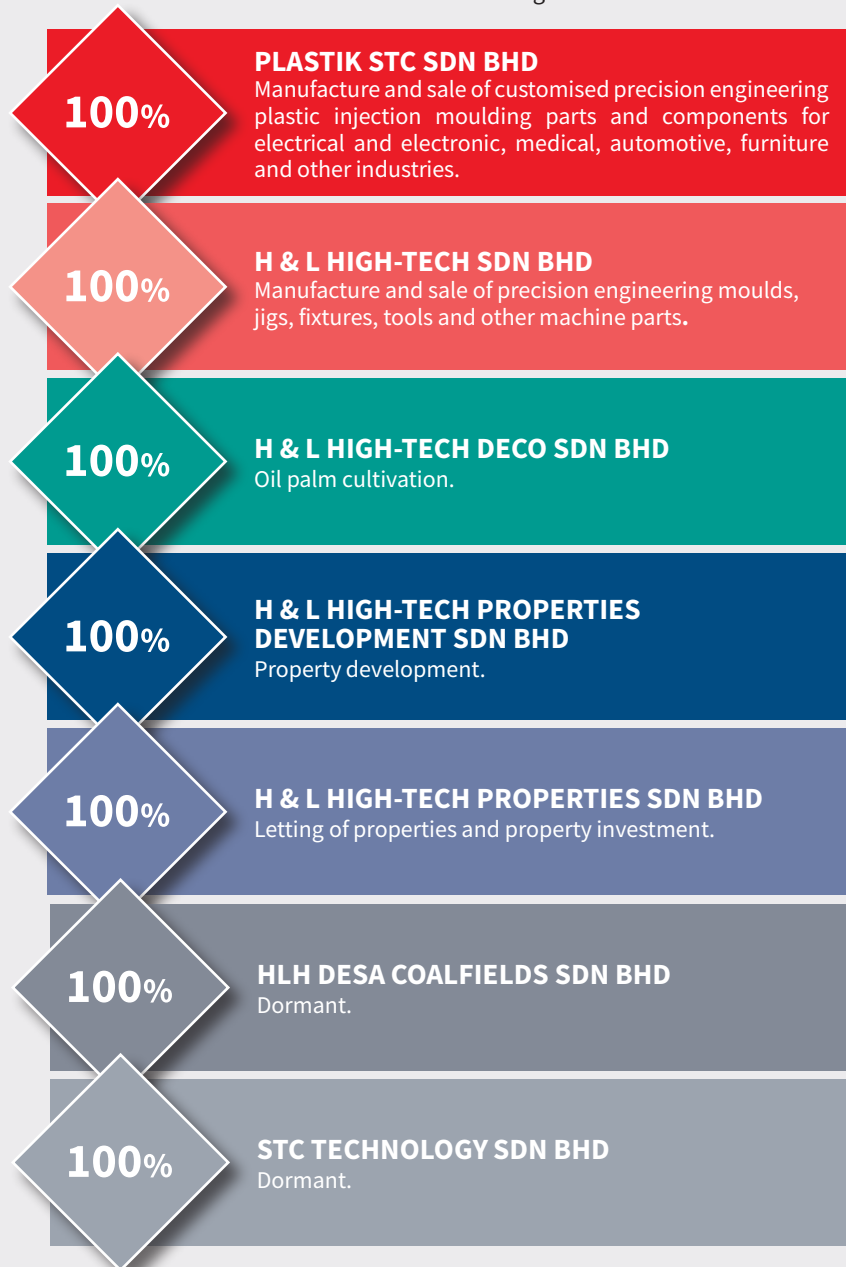 100%
PLASTIK STC SDN BHD
Manufacture and sale of customised precision engineering
plastic injection moulding parts and components for
electrical and electronic, medical, automotive, furniture
and other industries.
100%
H & L HIGH-TECH SDN BHD
Manufacture and sale of precision engineering moulds,
jigs, fixtures, tools and other machine parts.
100%
H & L HIGH-TECH DECO SDN BHD
Oil palm cultivation.
100%
H & L HIGH-TECH PROPERTIES
DEVELOPMENT SDN BHD
Property development.
100%
H & L HIGH-TECH PROPERTIES SDN BHD
Letting of properties and property investment.
100%
HLH DESA COALFIELDS SDN BHD
Dormant.
100%
STC TECHNOLOGY SDN BHD
Dormant.